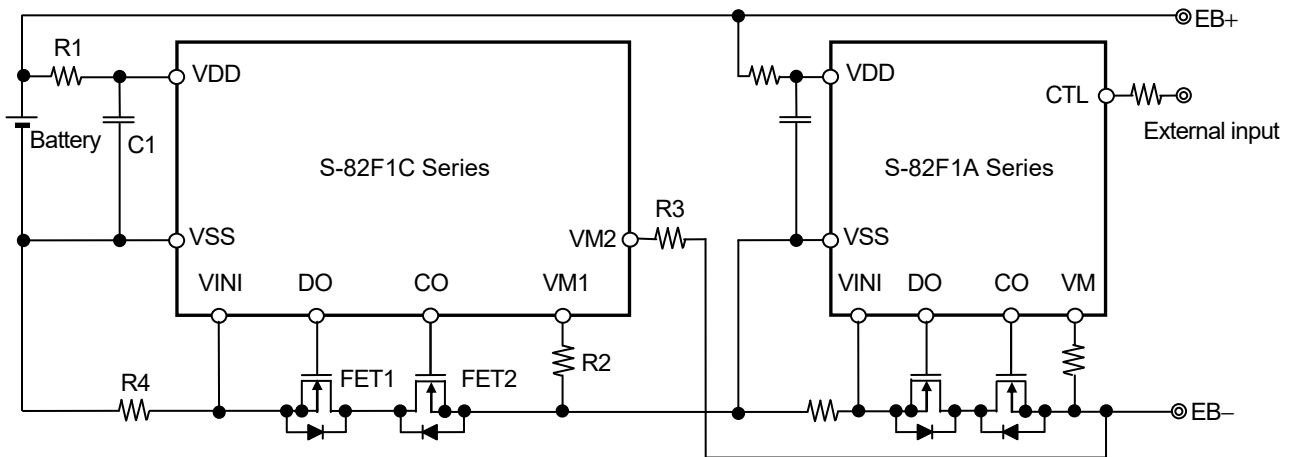 EB+
R1
VDD
VDD
CTL
Battery
C1
External input
S-82F1C Series
S-82F1A Series
R3
VSS
VM2
VSS
VINI
DO
CO
VM1
VINI
DO
CO
VM
R2
R4
FET1
FET2
EB−